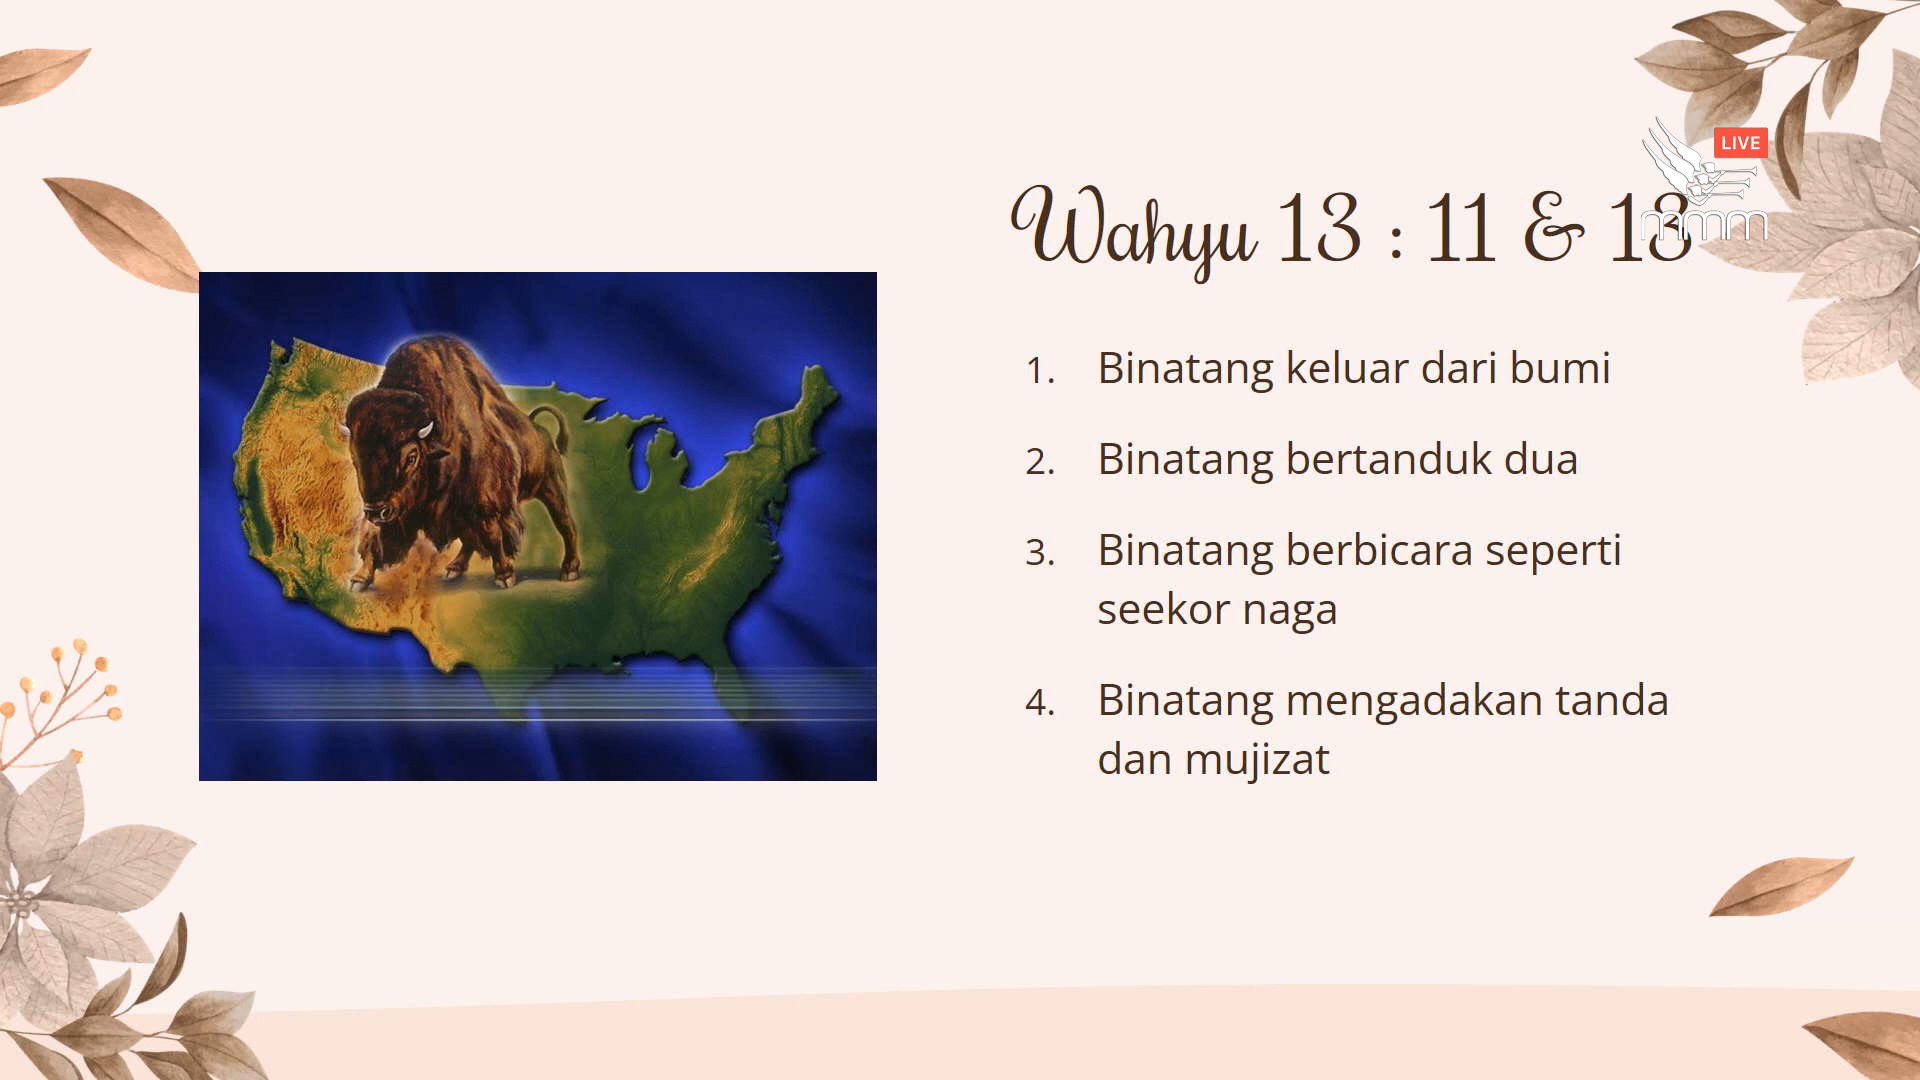 LIVE
mmm
Wahyu 13 : 11 & 13
1. Binatang keluar dari bumi
2. Binatang bertanduk dua
3. Binatang berbicara seperti
seekor naga
4. Binatang mengadakan tanda
dan mujizat